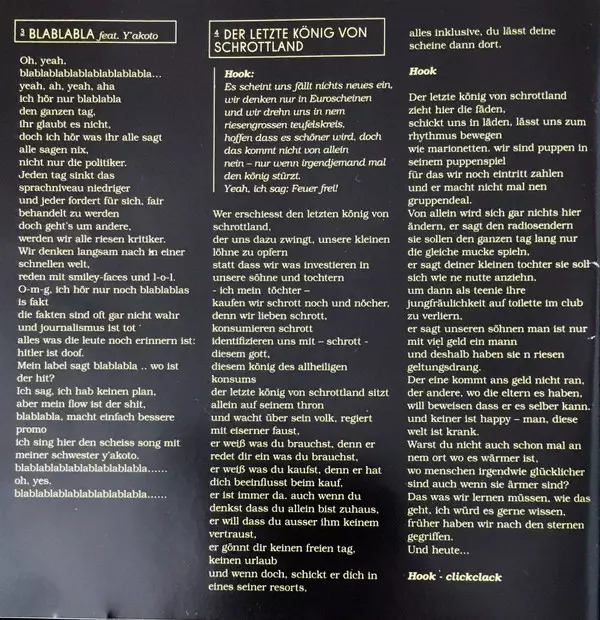 3 BLABLABLA feat. Y'akoto
Oh, yeah,
blablablablablablablablabla...
yeah, ah, yeah, aha
ich hör nur blablabla
den ganzen tag,
ihr glaubt es nicht,
doch ich hör was ihr alle sagt
alle sagen nix,
nicht nur die politiker.
Jeden tag sinkt das
sprachniveau niedriger
und jeder fordert für sich, fair
behandelt zu werden
doch geht's um andere,
werden wir alle riesen kritiker.
Wir denken langsam nach in einer
schnellen welt,
reden mit smiley-faces und l-o-l.
O-m-g, ich hör nur noch blablablas
is fakt
die fakten sind oft gar nicht wahr
und journalismus ist tot
alles was die leute noch erinnern ist:
hitler ist doof.
Mein label sagt blablabla .. wo ist
der hit?
Ich sag, ich hab keinen plan,
aber mein flow ist der shit,
blablabla, macht einfach bessere
promo
ich sing hier den scheiss song mit
meiner schwester y'akoto.
blablablablablablablablabla......
oh, yes.
blablablablablablablablabla......
4 DER LETZTE KÖNIG VON
SCHROTTLAND
Hook:
Es scheint uns fällt nichts neues ein,
wir denken nur in Euroscheinen
und wir drehn uns in nem
riesengrossen teufelskreis,
hoffen dass es schöner wird, doch
das kommt nicht von allein
nein - nur wenn irgendjemand mal
den könig stürzt.
Yeah, ich sag: Feuer frei!
Wer erschiesst den letzten könig von
schrottland,
der uns dazu zwingt, unsere kleinen
löhne zu opfern
statt dass wir was investieren in
unsere söhne und tochtern
- ich mein töchter -
kaufen wir schrott noch und nöcher,
denn wir lieben schrott,
konsumieren schrott
identifizieren uns mit – schrott -
diesem gott,
diesem könig des allheiligen
konsums
der letzte könig von schrottland sitzt
allein auf seinem thron
und wacht über sein volk, regiert
mit eiserner faust,
er weiß was du brauchst, denn er
redet dir ein was du brauchst,
er weiß was du kaufst, denn er hat
dich beeinflusst beim kauf,
er ist immer da, auch wenn du
denkst dass du allein bist zuhaus,
er will dass du ausser ihm keinem
vertraust,
er gönnt dir keinen freien tag,
keinen urlaub
und wenn doch, schickt er dich in
eines seiner resorts,
alles inklusive, du lässt deine
scheine dann dort.
Hook
Der letzte könig von schrottland
zieht hier die fäden,
schickt uns in läden, lässt uns zum
rhythmus bewegen
wie marionetten. wir sind puppen in
seinem puppenspiel
für das wir noch eintritt zahlen
und er macht nicht mal nen
gruppendeal.
Von allein wird sich gar nichts hier
ändern, er sagt den radiosendern
sie sollen den ganzen tag lang nur
die gleiche mucke spieln,
er sagt deiner kleinen tochter sie soll
sich wie ne nutte anziehn,
um dann als teenie ihre
jungfräulichkeit auf toilette im club
zu verliern,
er sagt unseren söhnen man ist nur
mit viel geld ein mann
und deshalb haben sie n riesen
geltungsdrang.
Der eine kommt ans geld nicht ran,
der andere, wo die eltern es haben,
will beweisen dass er es selber kann.
und keiner ist happy – man, diese
welt ist krank.
Warst du nicht auch schon mal an
nem ort wo es wärmer ist,
wo menschen irgendwie glücklicher
sind auch wenn sie ärmer sind?
Das was wir lernen müssen, wie das
geht, ich würd es gerne wissen,
früher haben wir nach den sternen
gegriffen.
Und heute...
Hook - clickclack